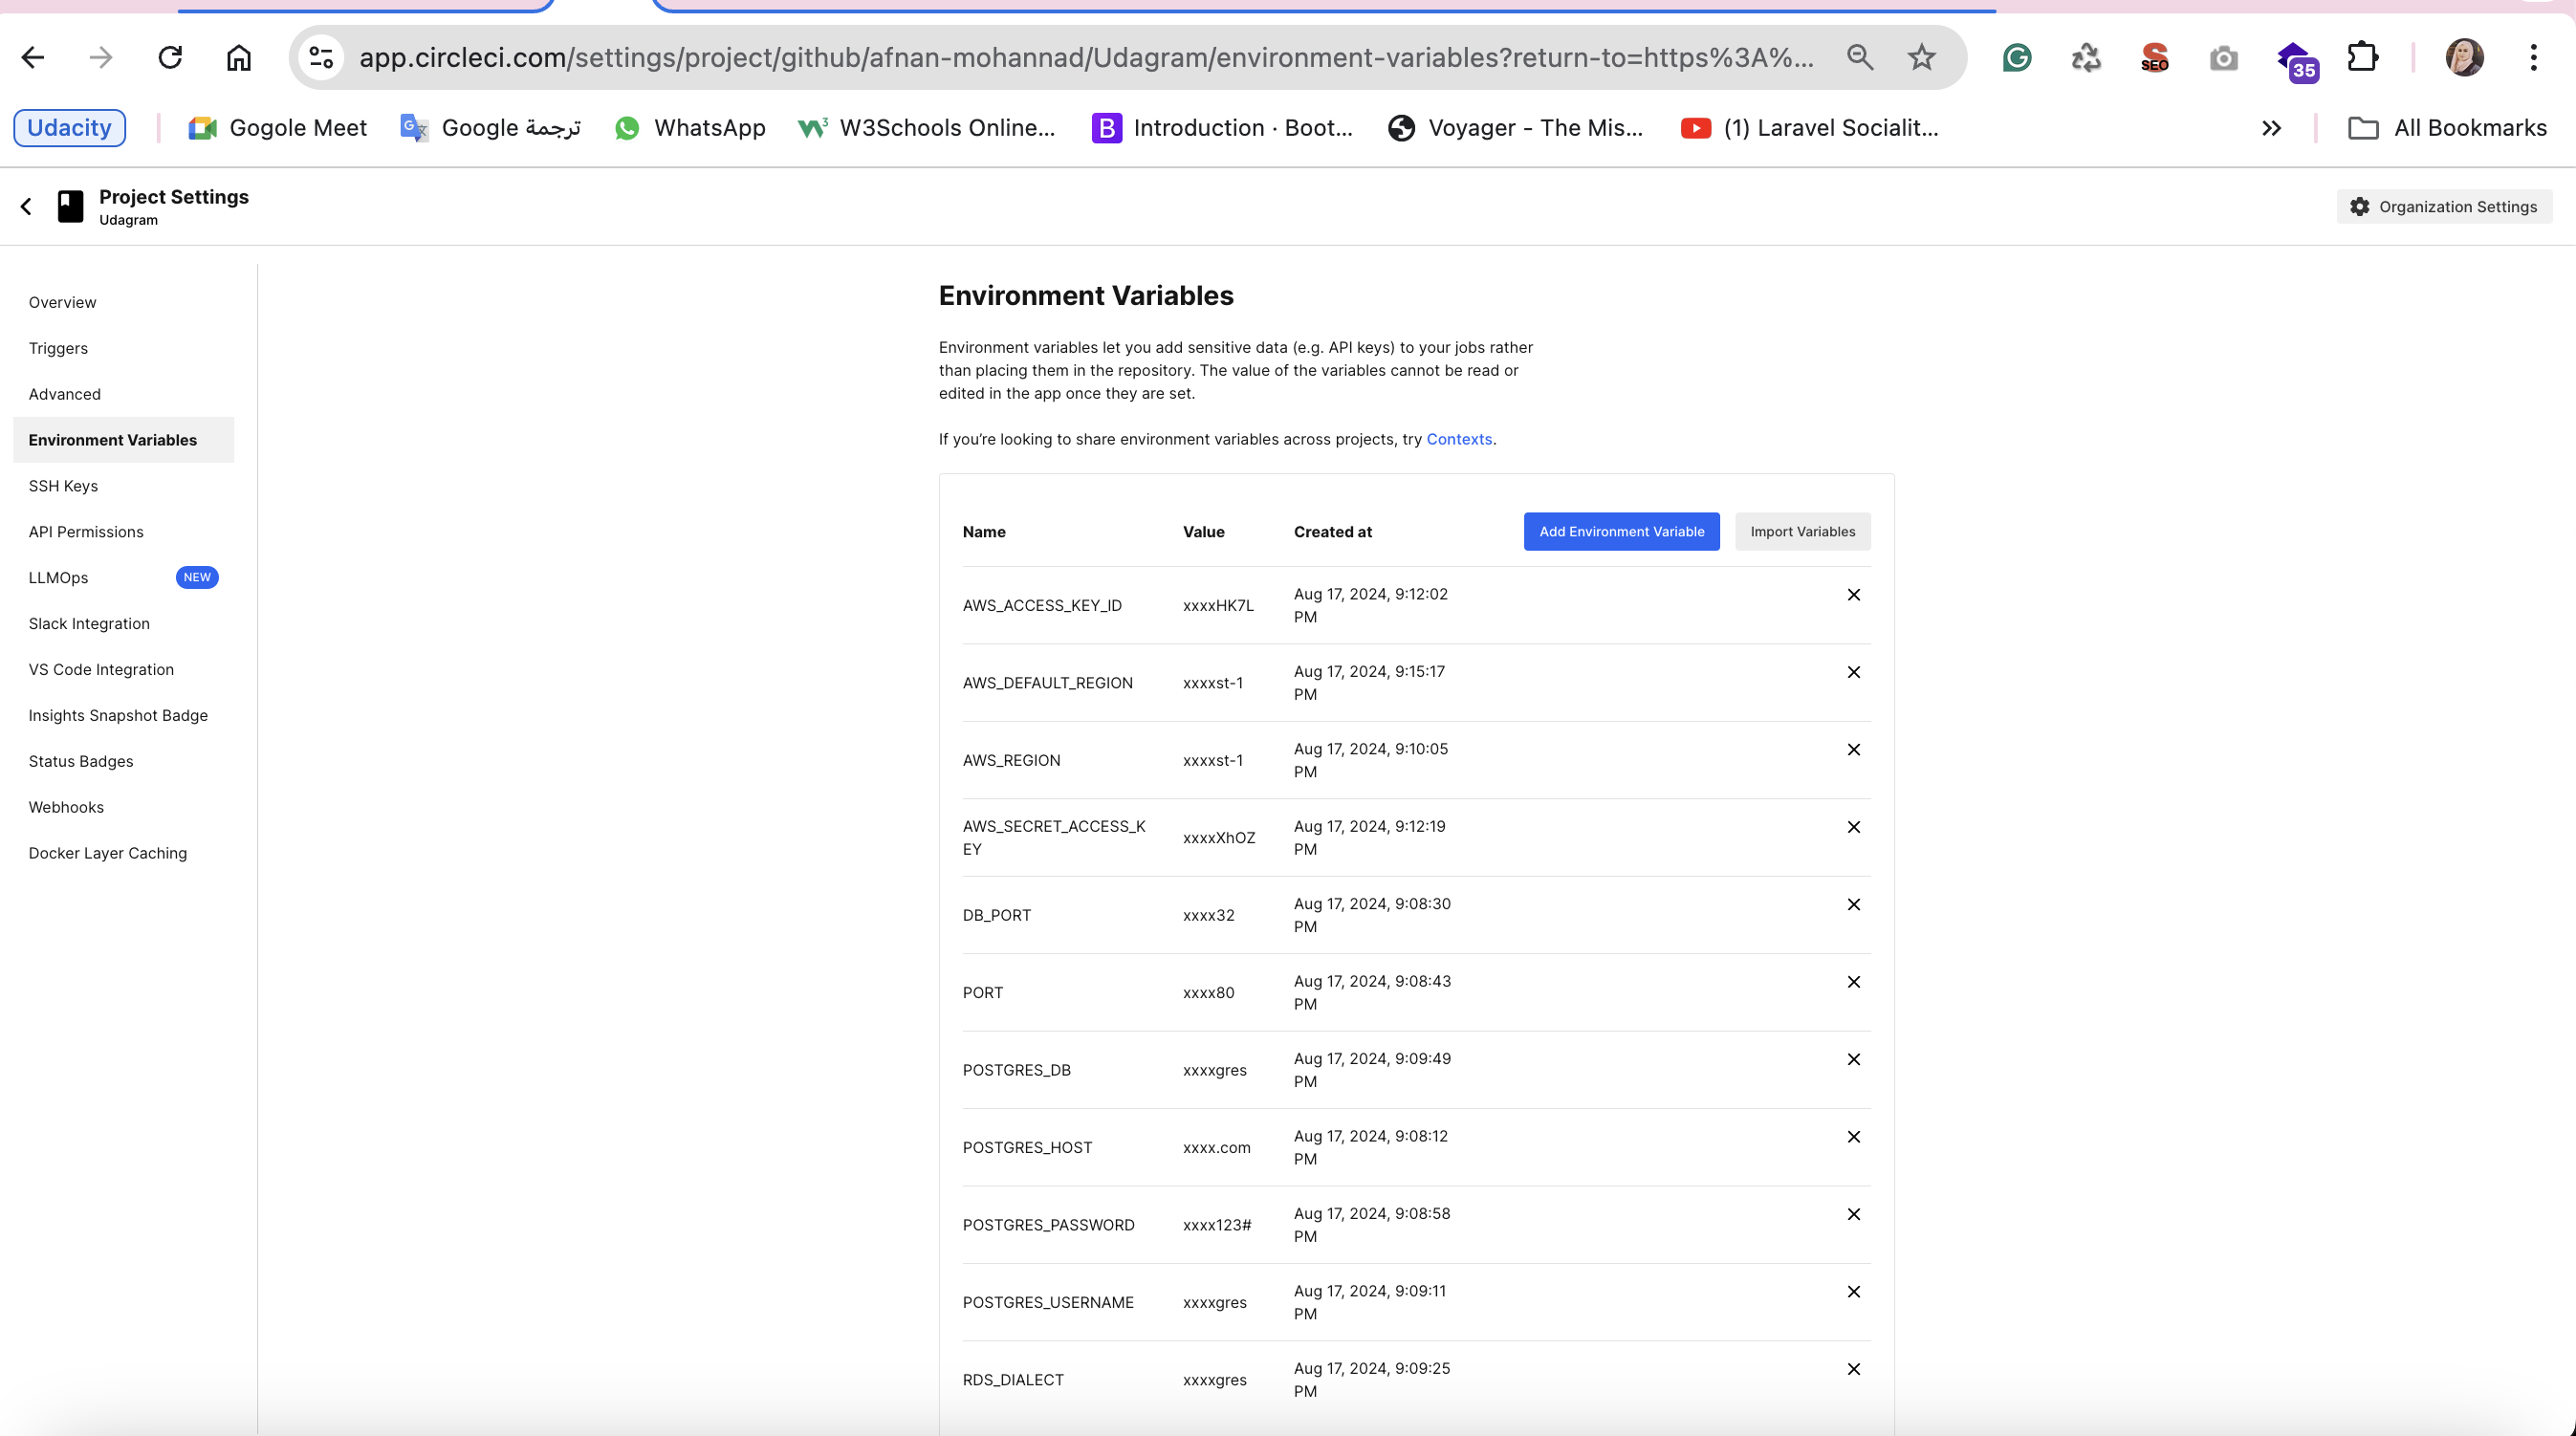 app.circleci.com/settings/project/github/afnan-mohannad/Udagram/environment-variables?return-to=https%3A%...
SEO
35
Udacity
Gogole Meet
Google ترجمة
WhatsApp
W3Schools Online...
B Introduction · Boot...
Voyager - The Mis...
(1) Laravel Socialit...
All Bookmarks
Project Settings
Udagram
Organization Settings
Overview
Triggers
Advanced
Environment Variables
SSH Keys
API Permissions
LLMOps NEW
Slack Integration
VS Code Integration
Insights Snapshot Badge
Status Badges
Webhooks
Docker Layer Caching
Environment Variables
Environment variables let you add sensitive data (e.g. API keys) to your jobs rather
than placing them in the repository. The value of the variables cannot be read or
edited in the app once they are set.
If you’re looking to share environment variables across projects, try Contexts.
Name Value Created at Add Environment Variable Import Variables
AWS_ACCESS_KEY_ID xxxxHK7L Aug 17, 2024, 9:12:02
PM
AWS_DEFAULT_REGION xxxxst-1 Aug 17, 2024, 9:15:17
PM
AWS_REGION xxxxst-1 Aug 17, 2024, 9:10:05
PM
AWS_SECRET_ACCESS_K
EY xxxxXhOZ Aug 17, 2024, 9:12:19
PM
DB_PORT xxxx32 Aug 17, 2024, 9:08:30
PM
PORT xxxx80 Aug 17, 2024, 9:08:43
PM
POSTGRES_DB xxxxgres Aug 17, 2024, 9:09:49
PM
POSTGRES_HOST xxxx.com Aug 17, 2024, 9:08:12
PM
POSTGRES_PASSWORD xxxx123# Aug 17, 2024, 9:08:58
PM
POSTGRES_USERNAME xxxxgres Aug 17, 2024, 9:09:11
PM
RDS_DIALECT xxxxgres Aug 17, 2024, 9:09:25
PM